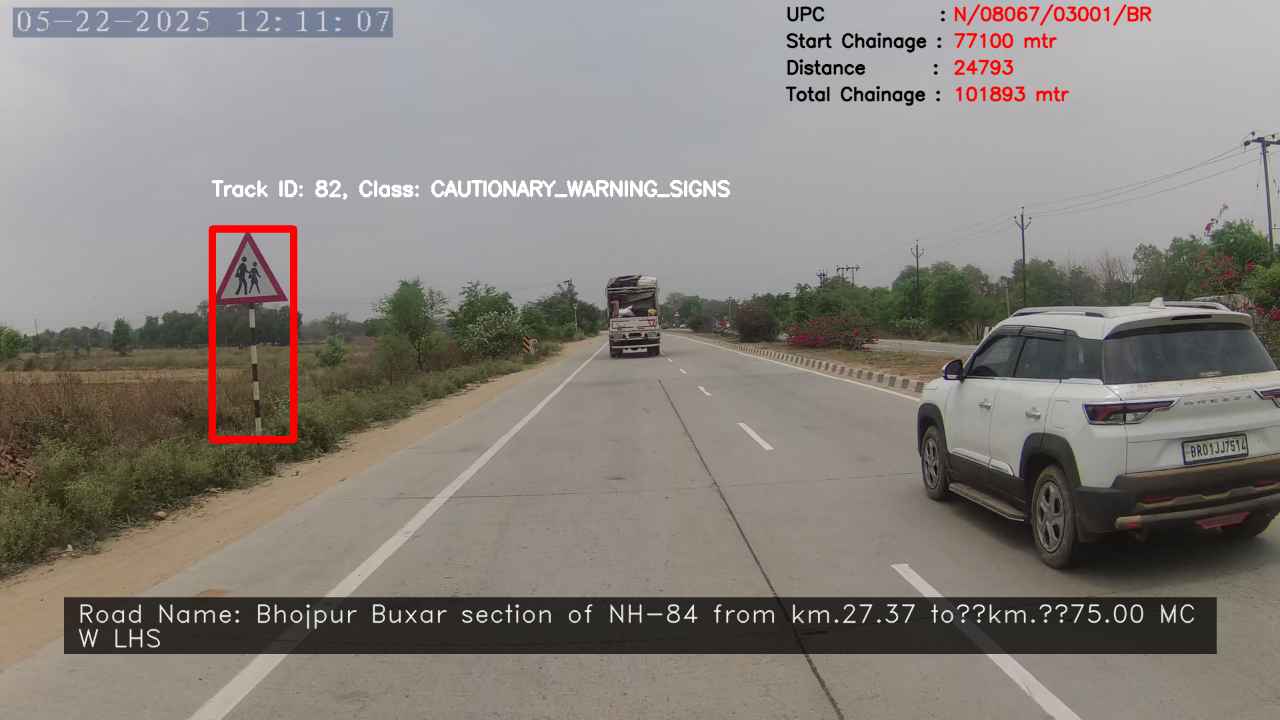 05-22-2025 12:11:07
UPC : N/08067/03001/BR
Start Chainage : 77100 mtr
Distance : 24793
Total Chainage : 101893 mtr
Track ID: 82, Class: CAUTIONARY_WARNING_SIGNS
BREZZA
BR01JJ7514
Road Name: Bhojpur Buxar section of NH-84 from km.27.37 to??km.??75.00 MC
W LHS